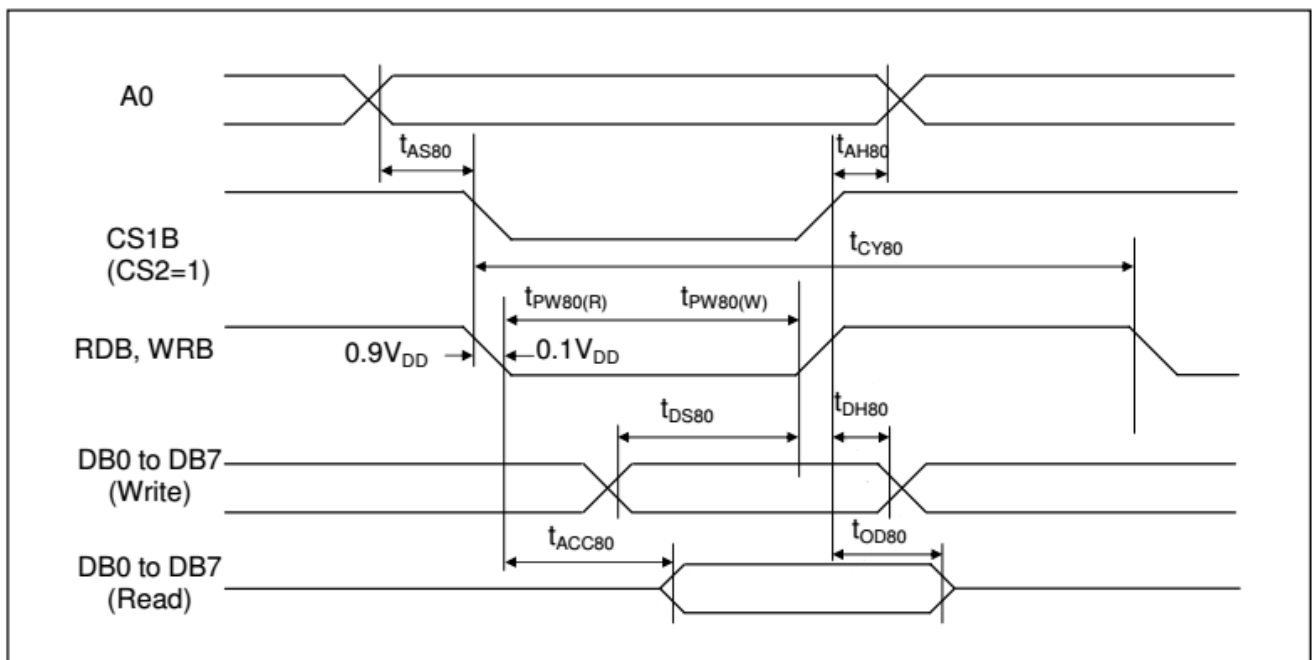 A0
tAS80
tAH80
CS1B
(CS2=1)
tCY80
tPW80(R)
tPW80(W)
RDB, WRB
0.9VDD
0.1VDD
tDS80
tDH80
DB0 to DB7
(Write)
tACC80
tOD80
DB0 to DB7
(Read)